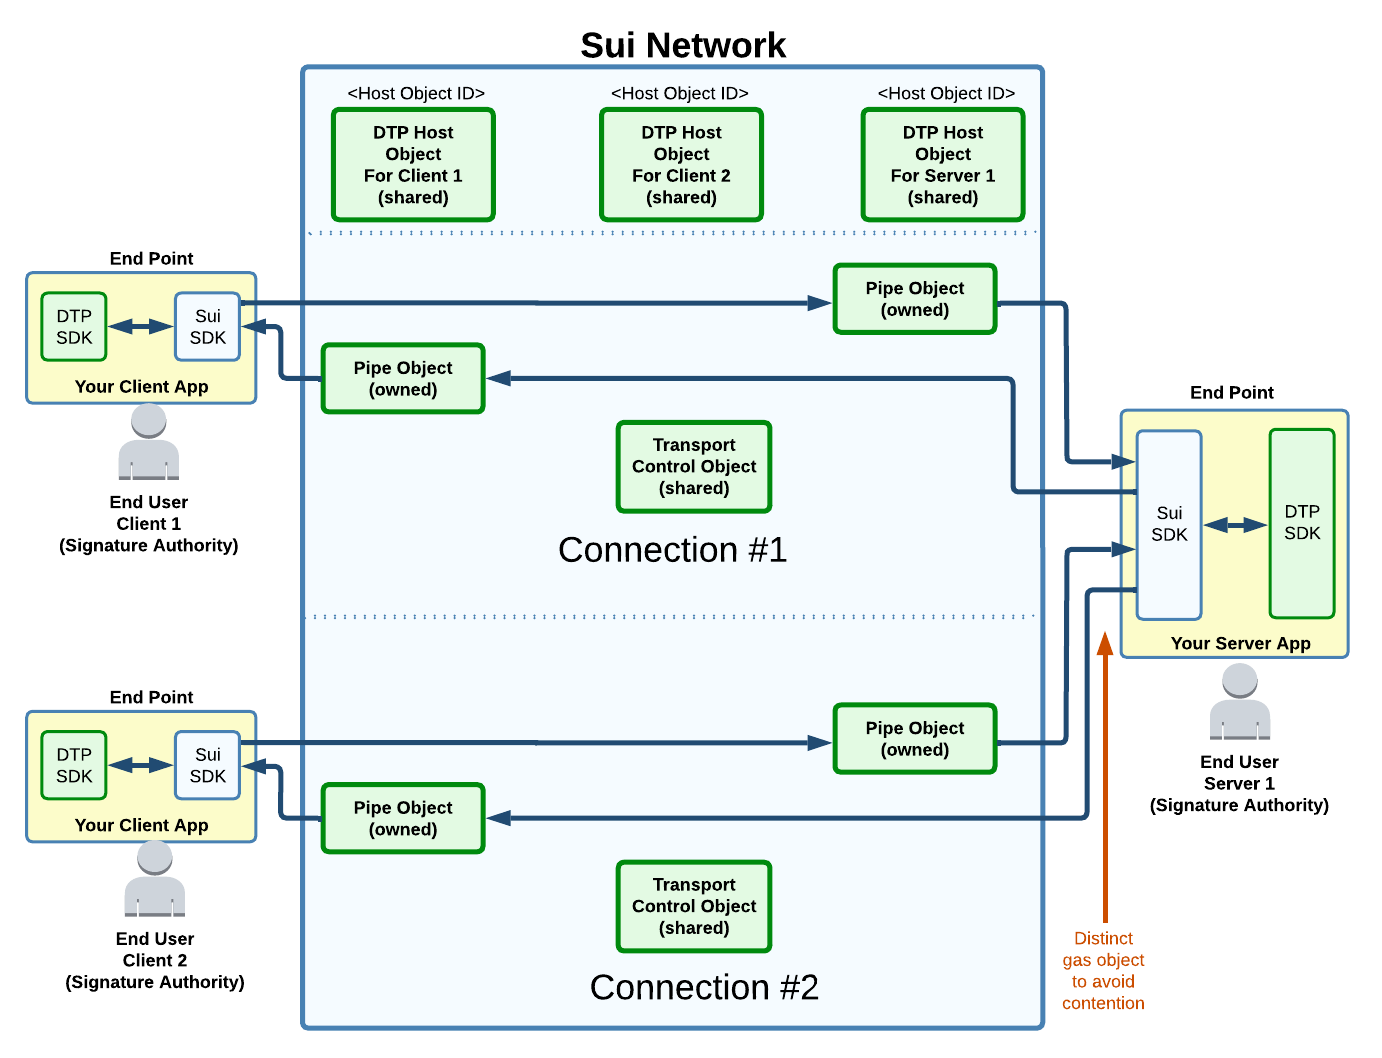 Sui Network
<Host Object ID>
DTP Host
Object
For Client 1
(shared)
<Host Object ID>
DTP Host
Object
For Client 2
(shared)
<Host Object ID>
DTP Host
Object
For Server 1
(shared)
End Point
DTP
SDK
Sui
SDK
Your Client App
End User
Client 1
(Signature Authority)
Pipe Object
(owned)
Pipe Object
(owned)
Transport
Control Object
(shared)
Connection #1
End Point
Sui
SDK
DTP
SDK
Your Server App
End User
Server 1
(Signature Authority)
End Point
DTP
SDK
Sui
SDK
Your Client App
End User
Client 2
(Signature Authority)
Pipe Object
(owned)
Pipe Object
(owned)
Transport
Control Object
(shared)
Connection #2
Distinct
gas object
to avoid
contention